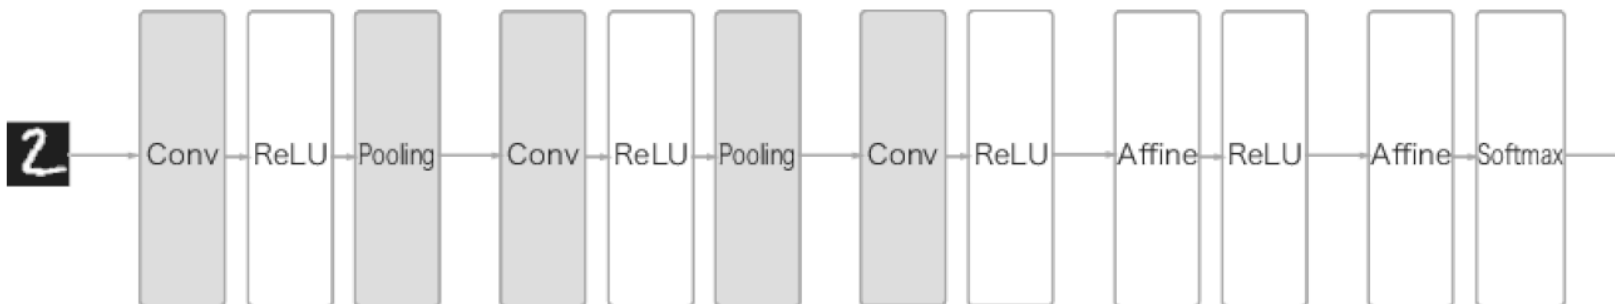 2 Conv ReLU Pooling Conv ReLU Pooling Conv ReLU Affine ReLU Affine Softmax